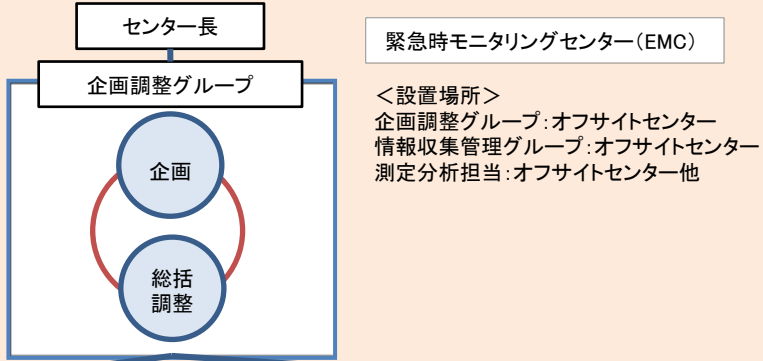 センター長
企画調整グループ
企画
総括
調整
緊急時モニタリングセンター(EMC)
＜設置場所＞
企画調整グループ：オフサイトセンター
情報収集管理グループ：オフサイトセンター
測定分析担当：オフサイトセンター他